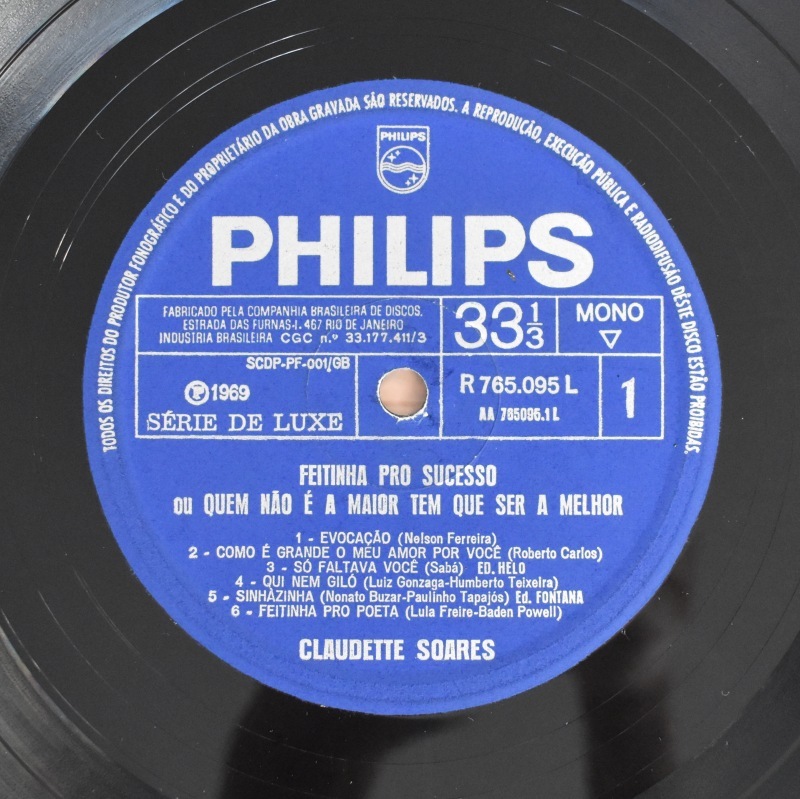 TODOS OS DIREITOS DO PRODUTOR FONOGRÁFICO E DO PROPRIETÁRIO DA OBRA GRAVADA SÃO RESERVADOS. A REPRODUÇÃO, EXECUÇÃO PÚBLICA E RADIODIFUSÃO DÊSTE DISCO ESTÃO PROIBIDAS.
PHILIPS
PHILIPS
FABRICADO PELA COMPANHIA BRASILEIRA DE DISCOS.
ESTRADA DAS FURNAS-I. 467 RIO DE JANEIRO
INDUSTRIA BRASILEIRA CGC n.º 33.177.411/3
33 1/3
MONO
SCDP-PF-001/GB
℗ 1969
SÉRIE DE LUXE
R 765.095 L
AA 765095.1 L
1
FEITINHA PRO SUCESSO
ou QUEM NÃO É A MAIOR TEM QUE SER A MELHOR
1 - EVOCAÇÃO (Nelson Ferreira)
2 - COMO É GRANDE O MEU AMOR POR VOCÊ (Roberto Carlos)
3 - SÓ FALTAVA VOCÊ (Sabá) ED. HELO
4 - QUI NEM GILÓ (Luiz Gonzaga-Humberto Teixeira)
5 - SINHAZINHA (Nonato Buzar-Paulinho Tapajós) Ed. FONTANA
6 - FEITINHA PRO POETA (Lula Freire-Baden Powell)
CLAUDETTE SOARES